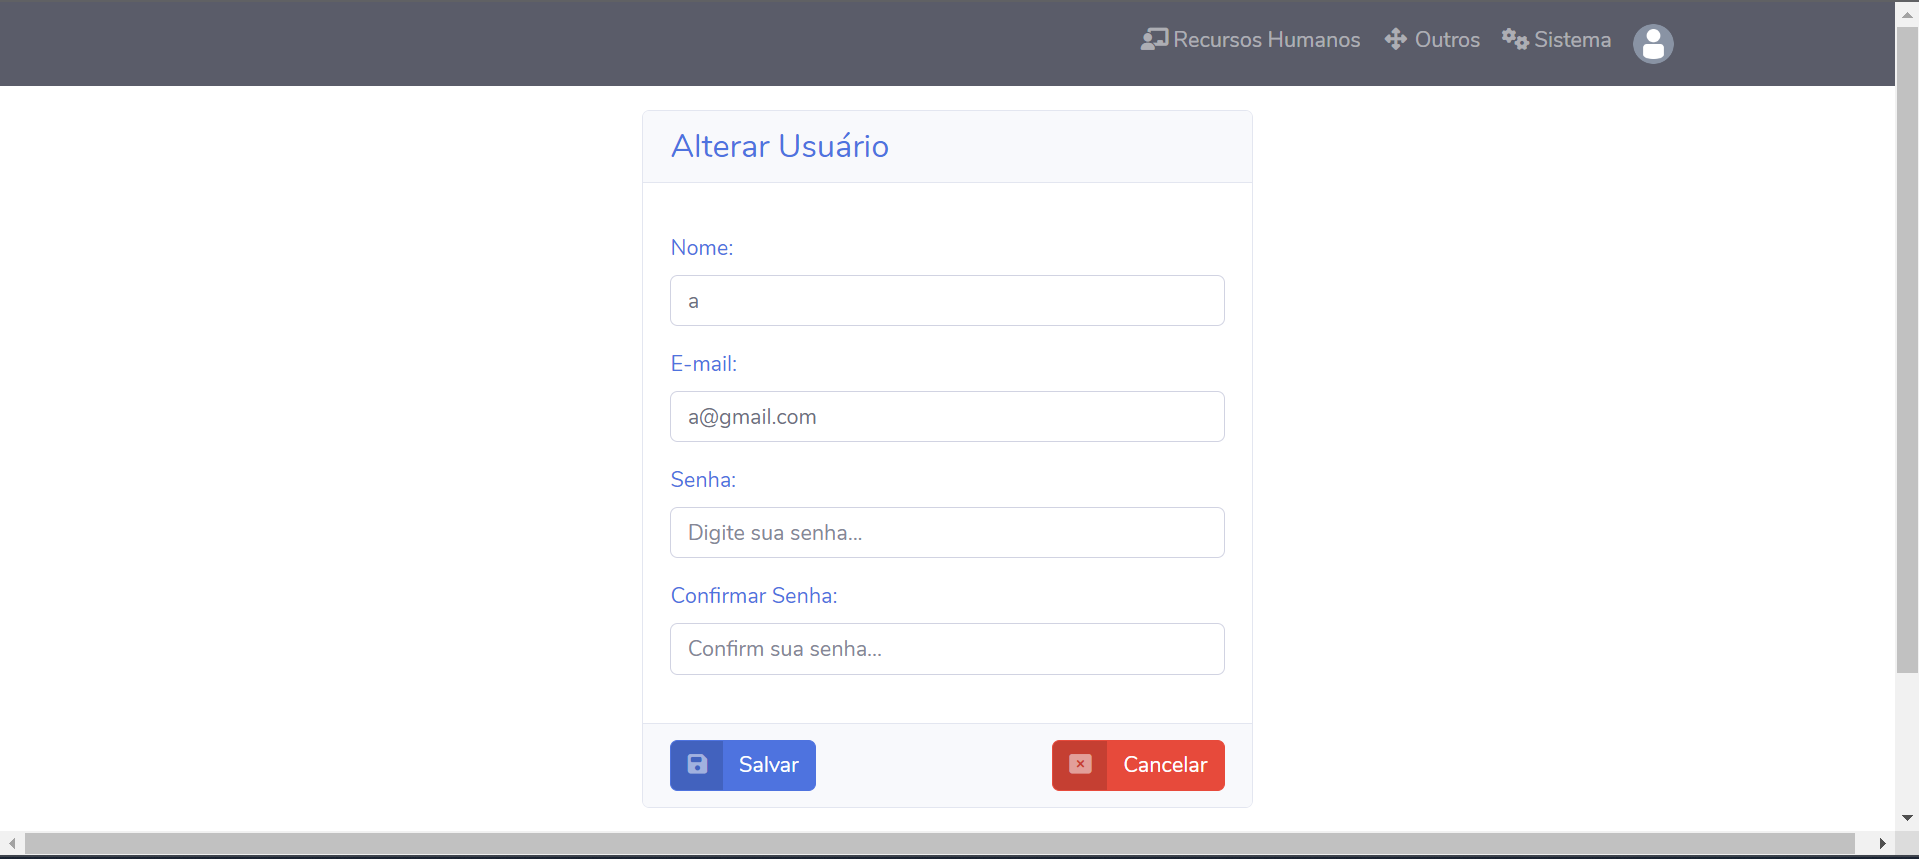 Recursos Humanos Outros Sistema
Alterar Usuário
Nome:
a
E-mail:
a@gmail.com
Senha:
Digite sua senha...
Confirmar Senha:
Confirm sua senha...
Salvar Cancelar